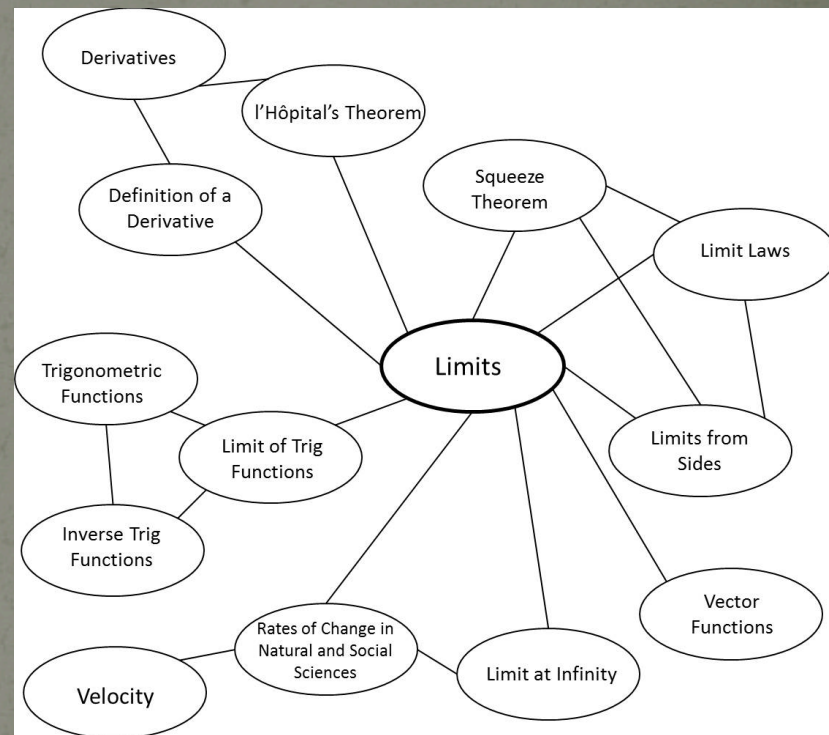 Derivatives
l'Hôpital's Theorem
Squeeze
Theorem
Definition of a
Derivative
Limit Laws
Limits
Trigonometric
Functions
Limit of Trig
Functions
Limits from
Sides
Inverse Trig
Functions
Vector
Functions
Rates of Change in
Natural and Social
Sciences
Limit at Infinity
Velocity